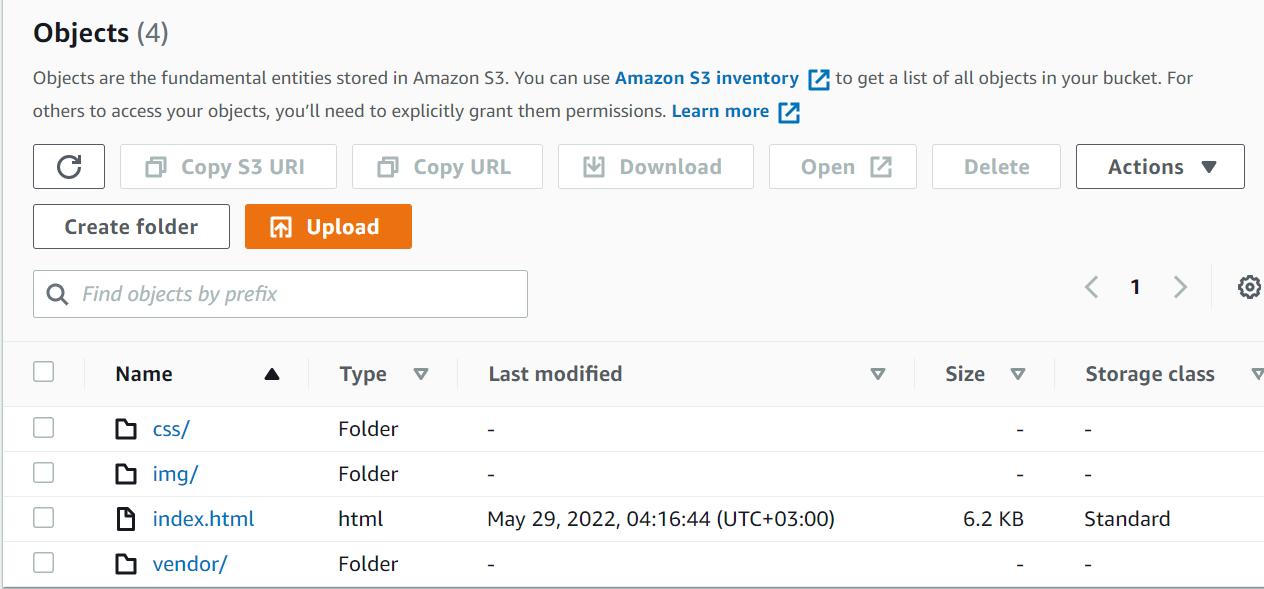 Objects (4)
Objects are the fundamental entities stored in Amazon S3. You can use Amazon S3 inventory to get a list of all objects in your bucket. For
others to access your objects, you’ll need to explicitly grant them permissions. Learn more
Copy S3 URI Copy URL Download Open Delete Actions
Create folder Upload
Find objects by prefix 1
Name Type Last modified Size Storage class
css/ Folder - - -
img/ Folder - - -
index.html html May 29, 2022, 04:16:44 (UTC+03:00) 6.2 KB Standard
vendor/ Folder - - -